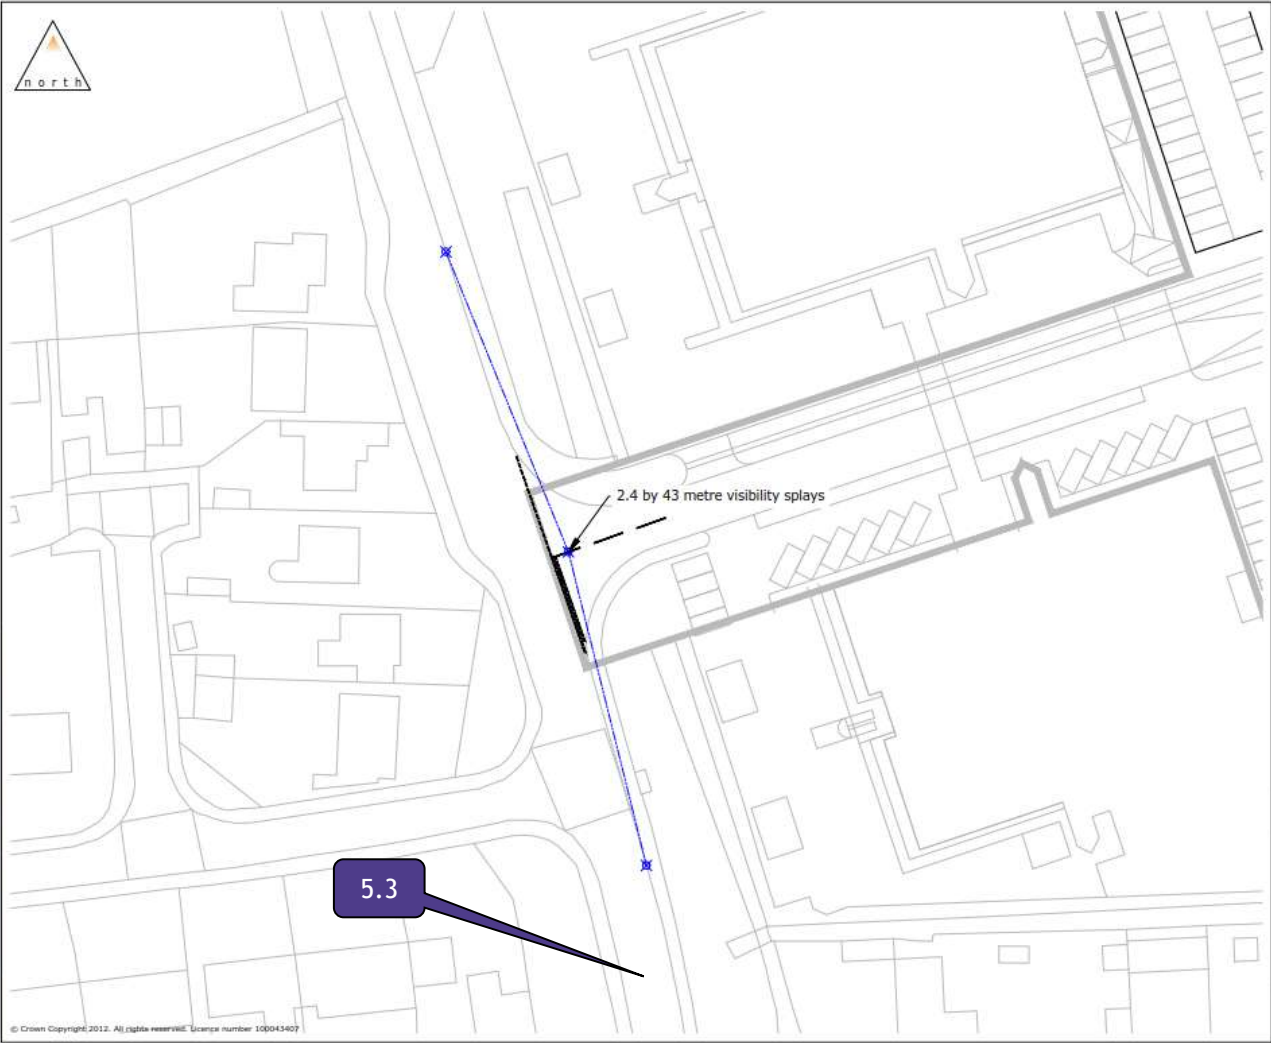 north
2.4 by 43 metre visibility splays
5.3
© Crown Copyright 2012. All rights reserved. Licence number 100043407